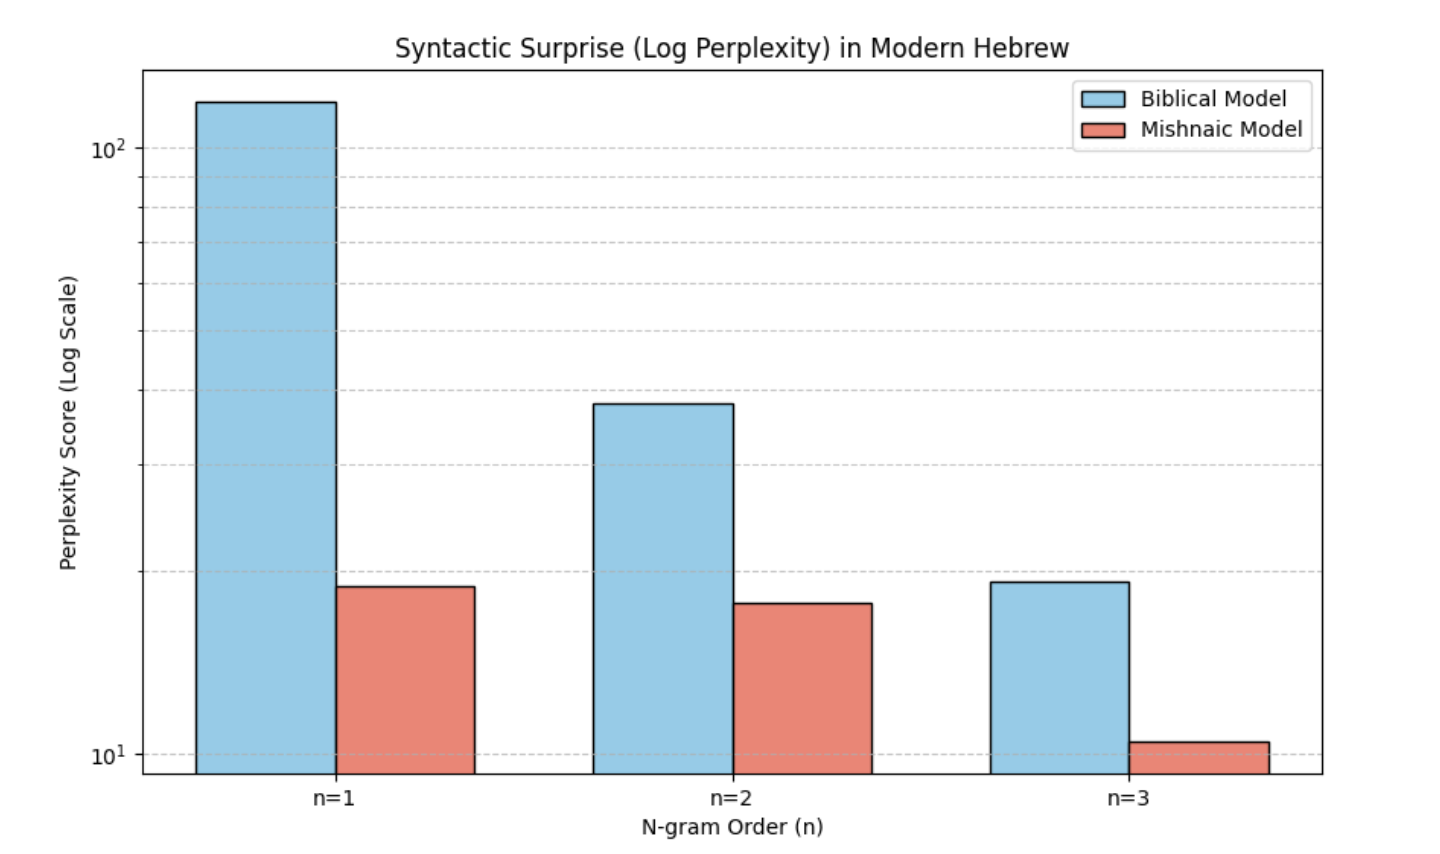 Syntactic Surprise (Log Perplexity) in Modern Hebrew
Biblical Model
Mishnaic Model
10²
10¹
Perplexity Score (Log Scale)
n=1 n=2 n=3
N-gram Order (n)